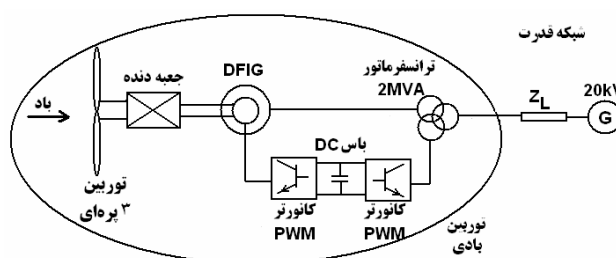 شبکه قدرت
ترانسفرماتور
2MVA
DFIG
جعبه دنده
باد
توربین
۳ پره‌ای
باس DC
کانورتر
PWM
کانورتر
PWM
توربین
بادی
Z_L
20kV
G